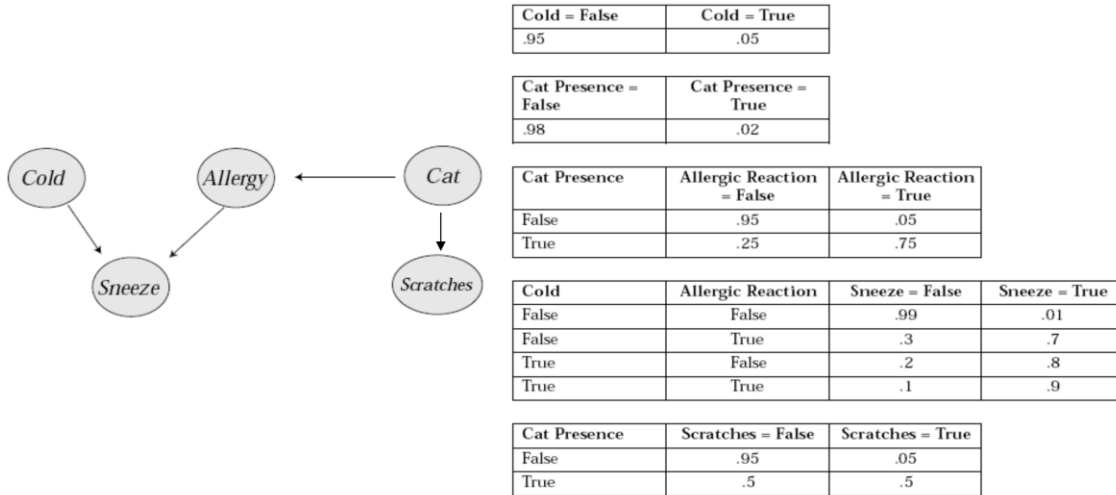 Cold = False Cold = True
.95 .05
Cat Presence = Cat Presence =
False True
.98 .02
Cold Allergy Cat
Cat Presence Allergic Reaction Allergic Reaction
= False = True
False .95 .05
True .25 .75
Sneeze Scratches
Cold Allergic Reaction Sneeze = False Sneeze = True
False False .99 .01
False True .3 .7
True False .2 .8
True True .1 .9
Cat Presence Scratches = False Scratches = True
False .95 .05
True .5 .5